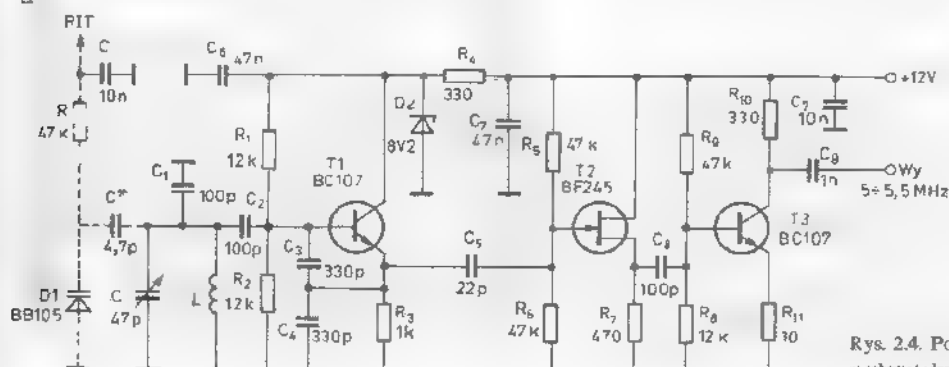 RIT
C
10n
R
47k
C6
47n
R4
330
+12V
R1
12k
D2
8V2
C7
47n
R5
47k
R9
47k
R10
330
C7
10n
C1
100p
T1
BC107
T2
BF245
C9
1n
Wy
5÷5,5 MHz
C*
4,7p
C2
100p
C3
330p
C5
22p
C8
100p
T3
BC107
D1
BB105
C
47p
L
R2
12k
C4
330p
R3
1k
R6
47k
R7
470
R8
12k
R11
Rys. 2.4.